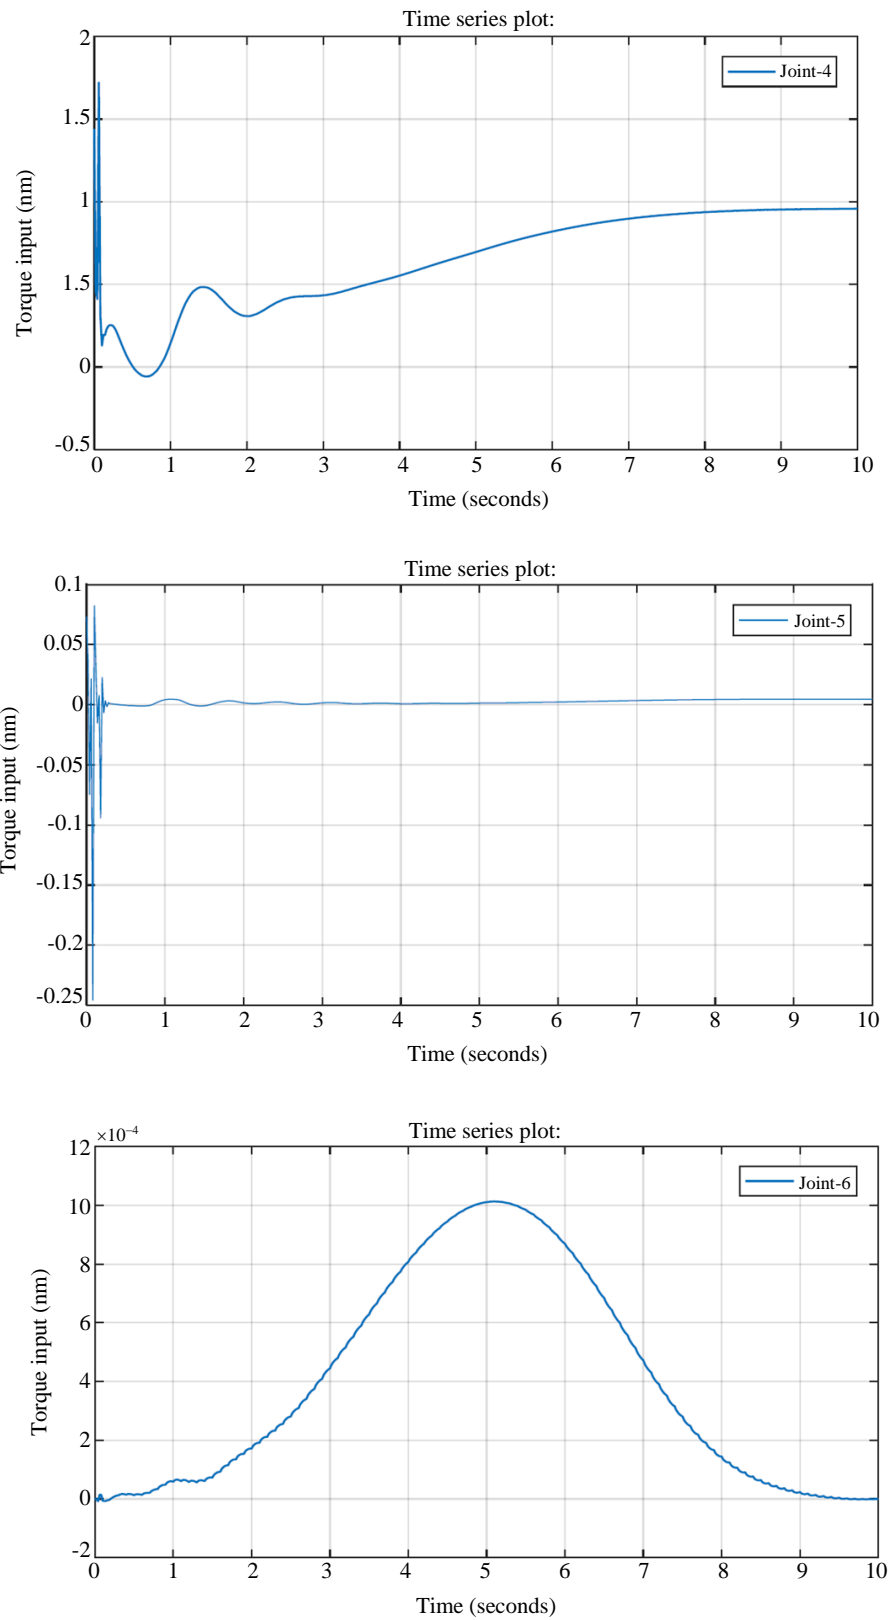 Time series plot:
2
1.5
1
1.5
0
-0.5
Torque input (nm)
Joint-4
0 1 2 3 4 5 6 7 8 9 10
Time (seconds)
Time series plot:
0.1
0.05
0
-0.05
-0.1
-0.15
-0.2
-0.25
Torque input (nm)
Joint-5
0 1 2 3 4 5 6 7 8 9 10
Time (seconds)
×10⁻⁴
Time series plot:
12
10
8
6
4
2
0
-2
Torque input (nm)
Joint-6
0 1 2 3 4 5 6 7 8 9 10
Time (seconds)